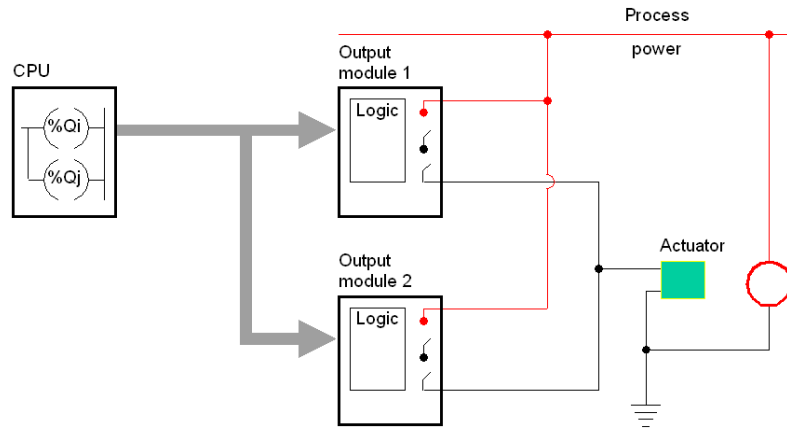 Process
power
Output
module 1
CPU
Logic
%Qi
%Qj
Actuator
Output
module 2
Logic